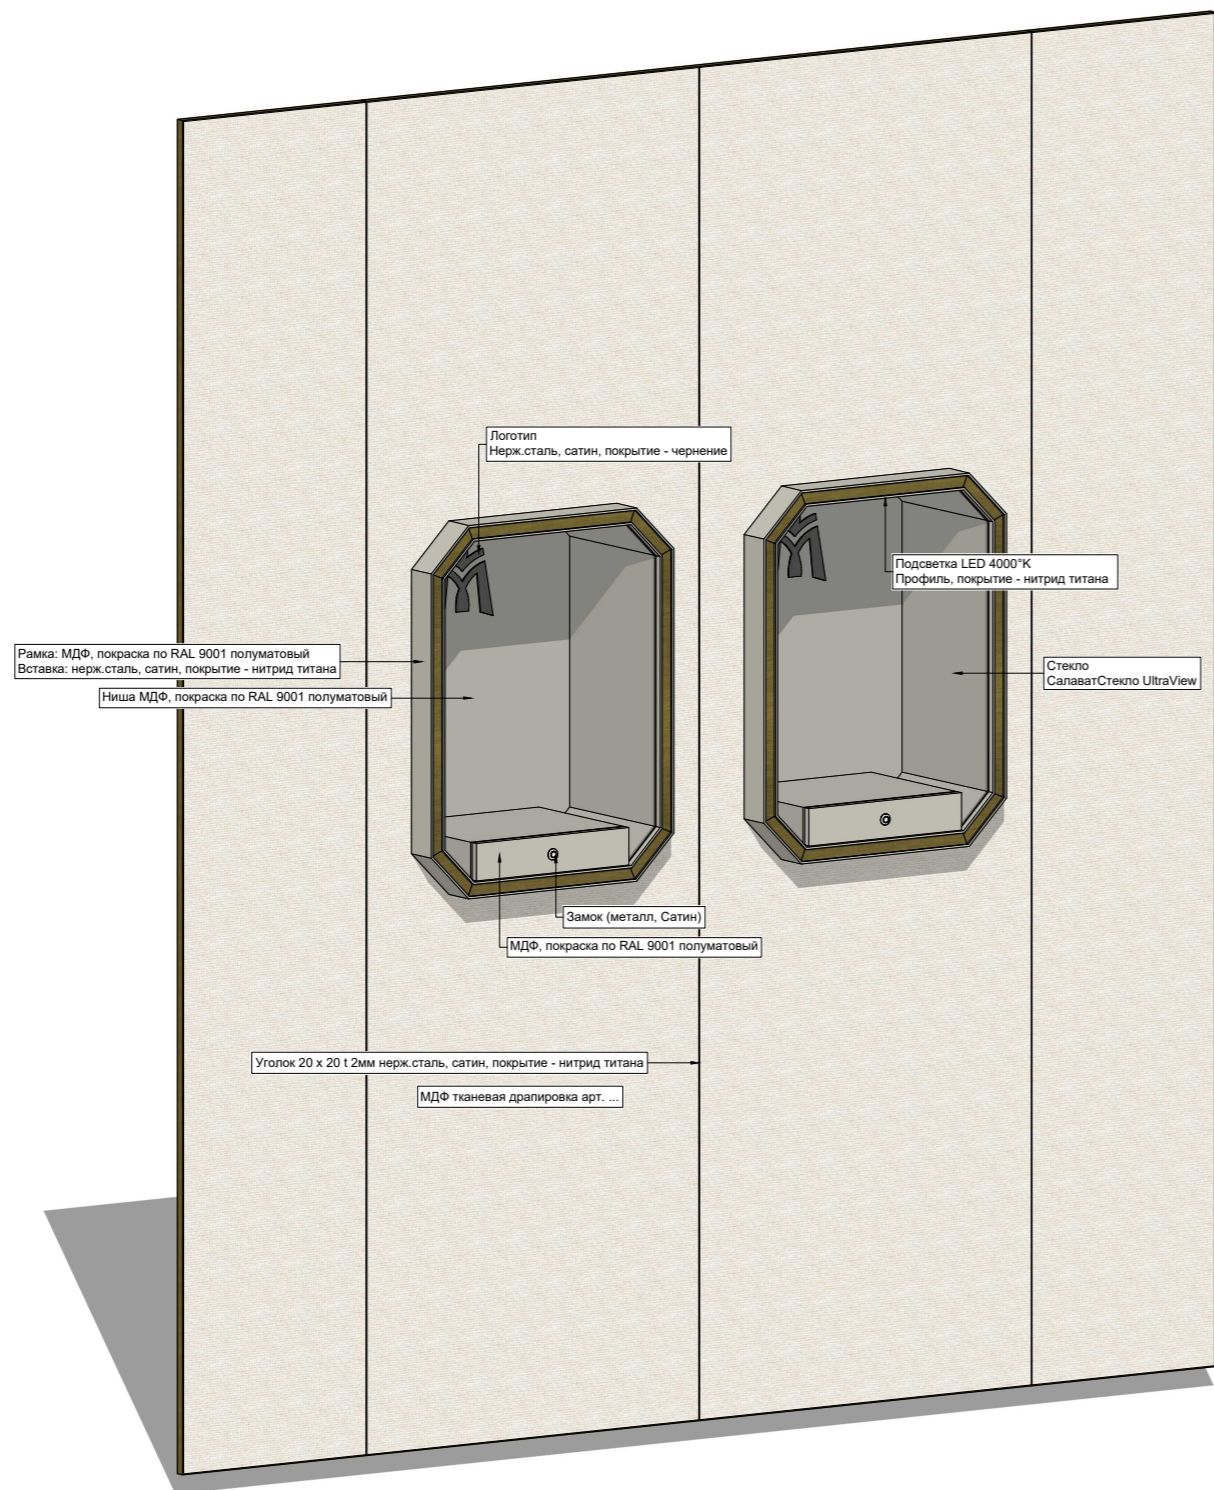 Логотип
Нерж.сталь, сатин, покрытие - чернение
Подсветка LED 4000°K
Профиль, покрытие - нитрид титана
Рамка: МДФ, покраска по RAL 9001 полуматовый
Вставка: нерж.сталь, сатин, покрытие - нитрид титана
Стекло
СалаватСтекло UltraView
Ниша МДФ, покраска по RAL 9001 полуматовый
Замок (металл, Сатин)
МДФ, покраска по RAL 9001 полуматовый
Уголок 20 x 20 t 2мм нерж.сталь, сатин, покрытие - нитрид титана
МДФ тканевая драпировка арт. ...